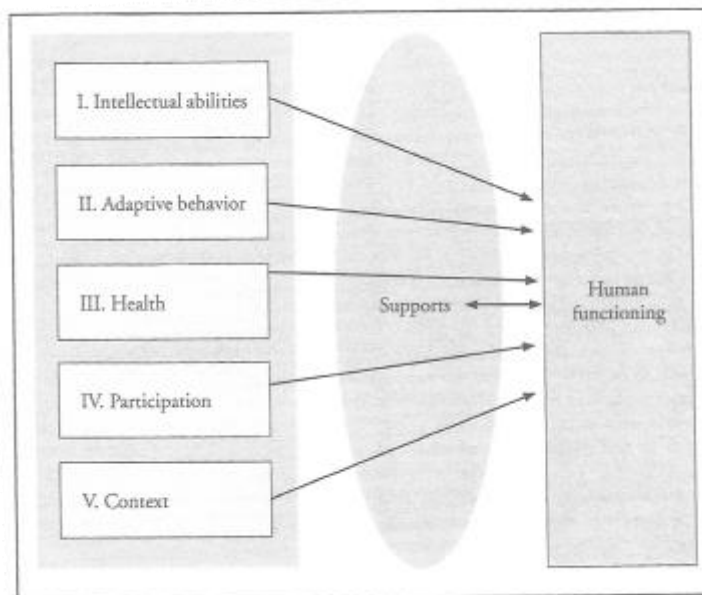 I. Intellectual abilities
II. Adaptive behavior
III. Health
IV. Participation
V. Context
Supports
Human
functioning